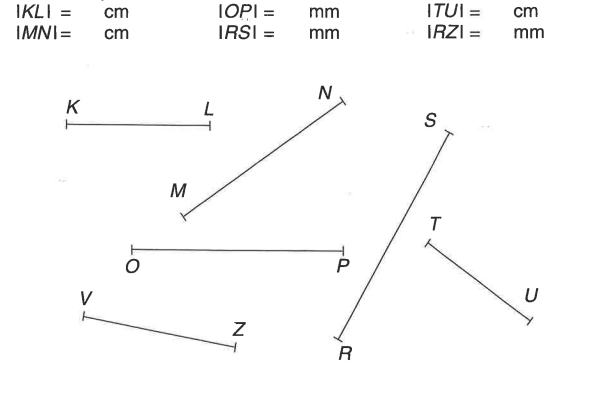 |KL| = cm |OP| = mm |TU| = cm
|MN| = cm |RS| = mm |RZ| = mm
N
K L
S
M
T
O P
U
V
Z
R